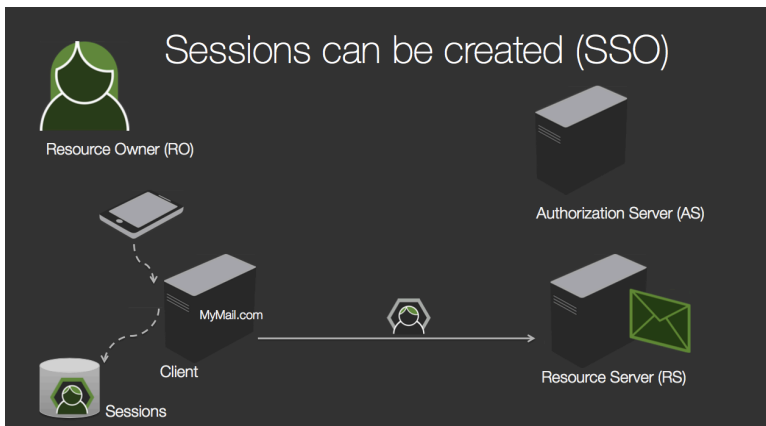 Sessions can be created (SSO)
Resource Owner (RO)
Authorization Server (AS)
MyMail.com
Client
Resource Server (RS)
Sessions